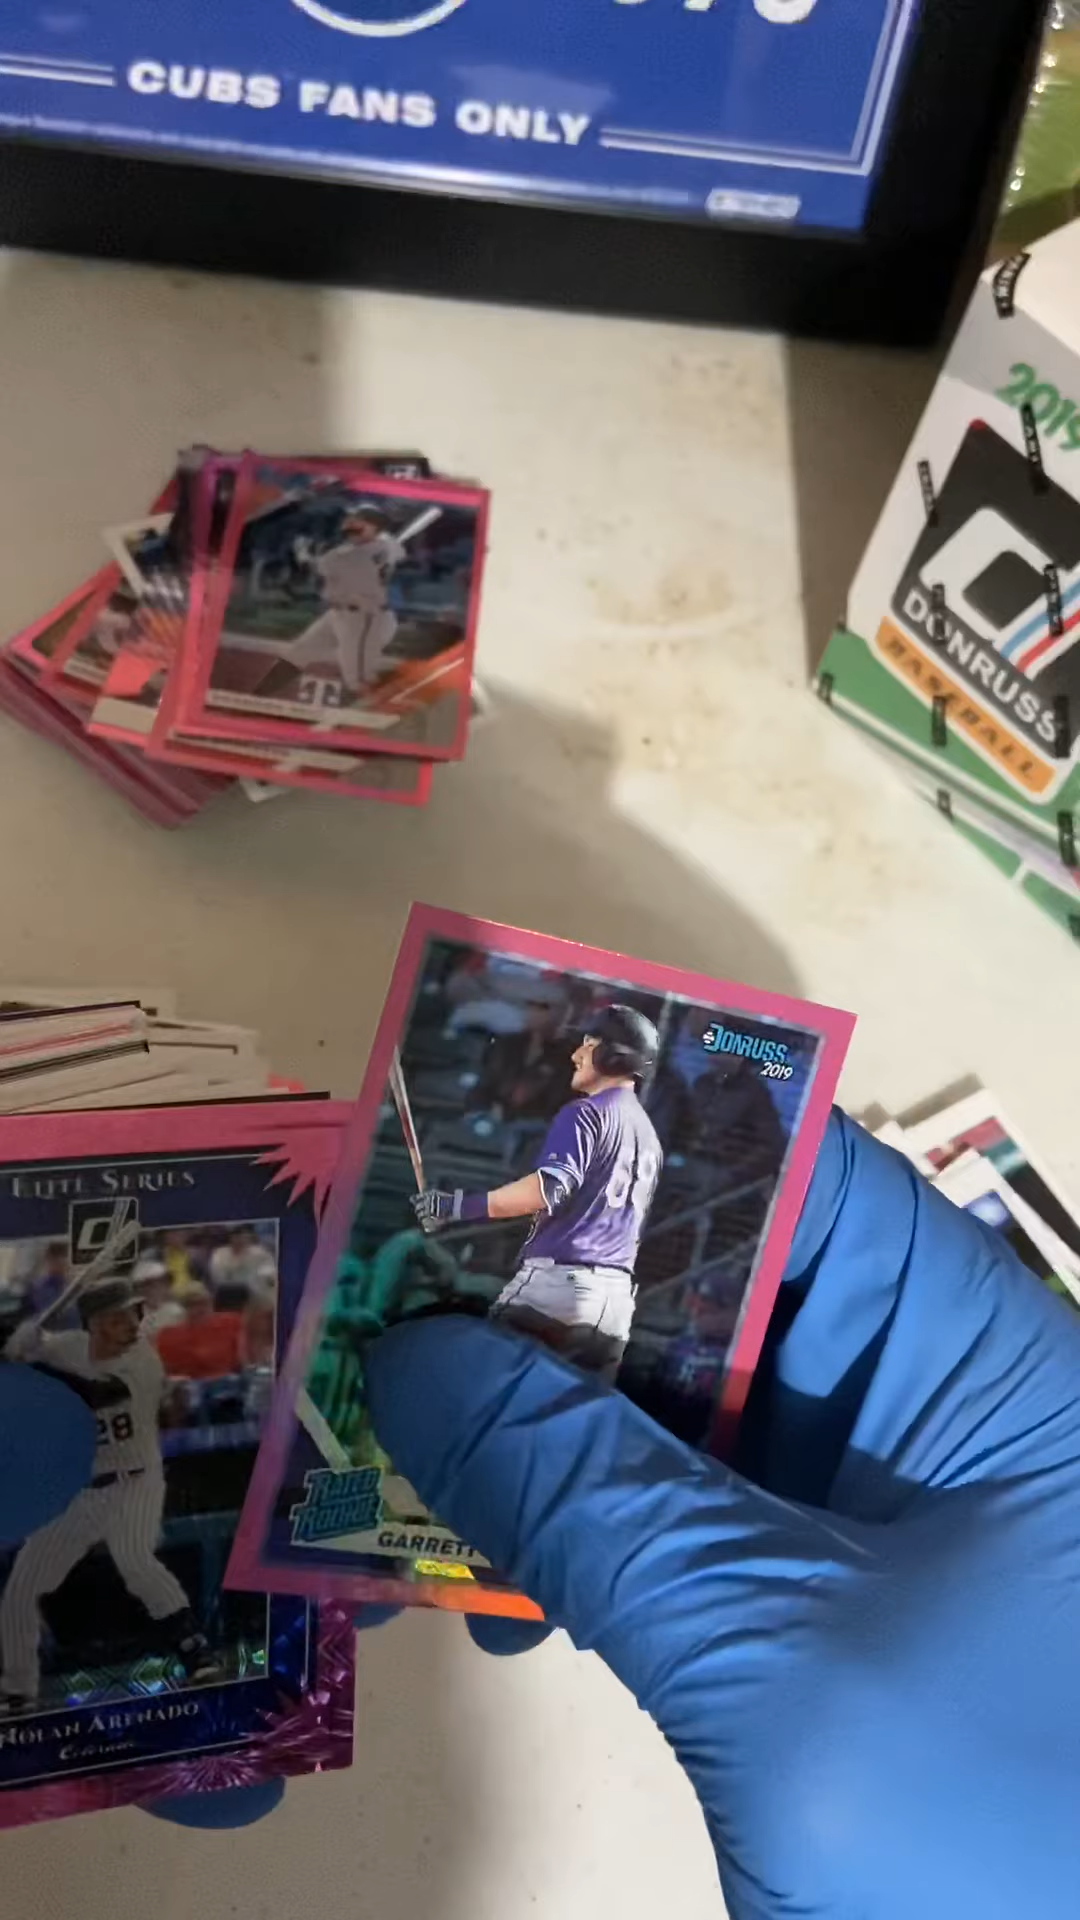 CUBS FANS ONLY
2019
DONRUSS
BASEBALL
DONRUSS
2019
ELITE SERIES
28
NOLAN ARENADO
RATED
ROOKIE
GARRETT